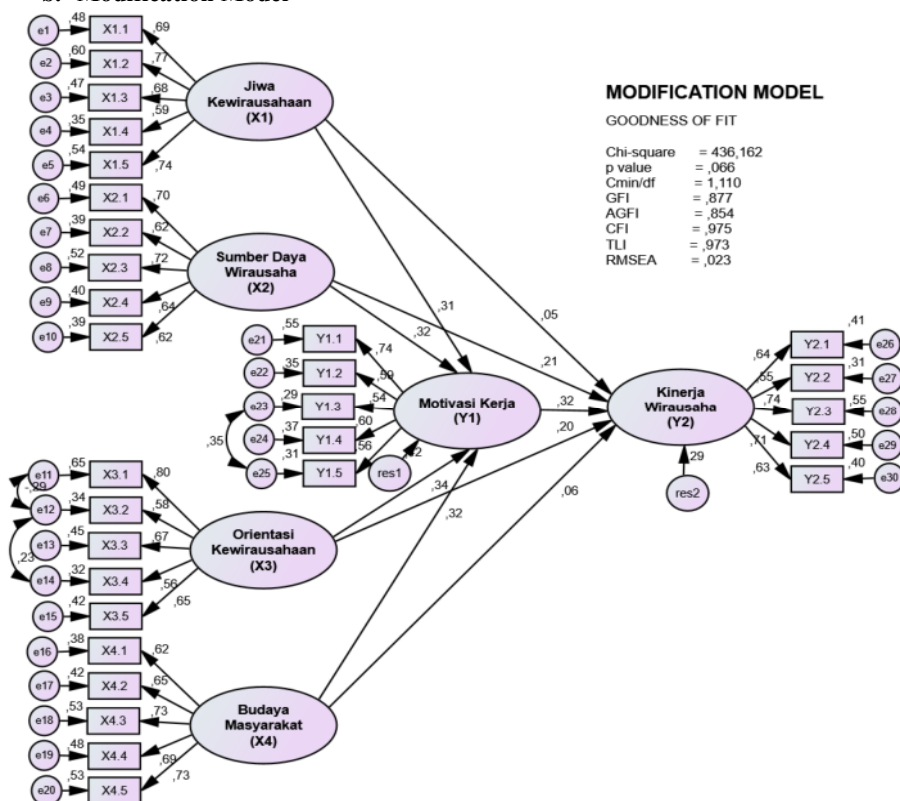 b. Modification Model
MODIFICATION MODEL
GOODNESS OF FIT
Chi-square = 436,162
p value = ,066
Cmin/df = 1,110
GFI = ,877
AGFI = ,854
CFI = ,975
TLI = ,973
RMSEA = ,023
e1 ,48 X1.1 ,69
e2 ,60 X1.2 ,77
e3 ,47 X1.3 ,68
e4 ,35 X1.4 ,59
e5 ,54 X1.5 ,74
Jiwa
Kewirausahaan
(X1)
e6 ,49 X2.1 ,70
e7 ,39 X2.2 ,62
e8 ,52 X2.3 ,72
e9 ,40 X2.4 ,64
e10 ,39 X2.5 ,62
Sumber Daya
Wirausaha
(X2)
,31
,05
,32
,21
e21 ,55 Y1.1 ,74
e22 ,35 Y1.2 ,59
e23 ,29 Y1.3 ,54
e24 ,37 Y1.4 ,60
e25 ,31 Y1.5 ,56
,35
res1
Motivasi Kerja
(Y1)
,32
,20
Kinerja
Wirausaha
(Y2)
,29
res2
,64 Y2.1 ,41 e26
,55 Y2.2 ,31 e27
,74 Y2.3 ,55 e28
,71 Y2.4 ,50 e29
,63 Y2.5 ,40 e30
e11 ,65 X3.1 ,80
e12 ,34 X3.2 ,58
e13 ,45 X3.3 ,67
e14 ,32 X3.4 ,56
e15 ,42 X3.5 ,65
-,29
,23
Orientasi
Kewirausahaan
(X3)
,34
,32
,06
e16 ,38 X4.1 ,62
e17 ,42 X4.2 ,65
e18 ,53 X4.3 ,73
e19 ,48 X4.4 ,69
e20 ,53 X4.5 ,73
Budaya
Masyarakat
(X4)